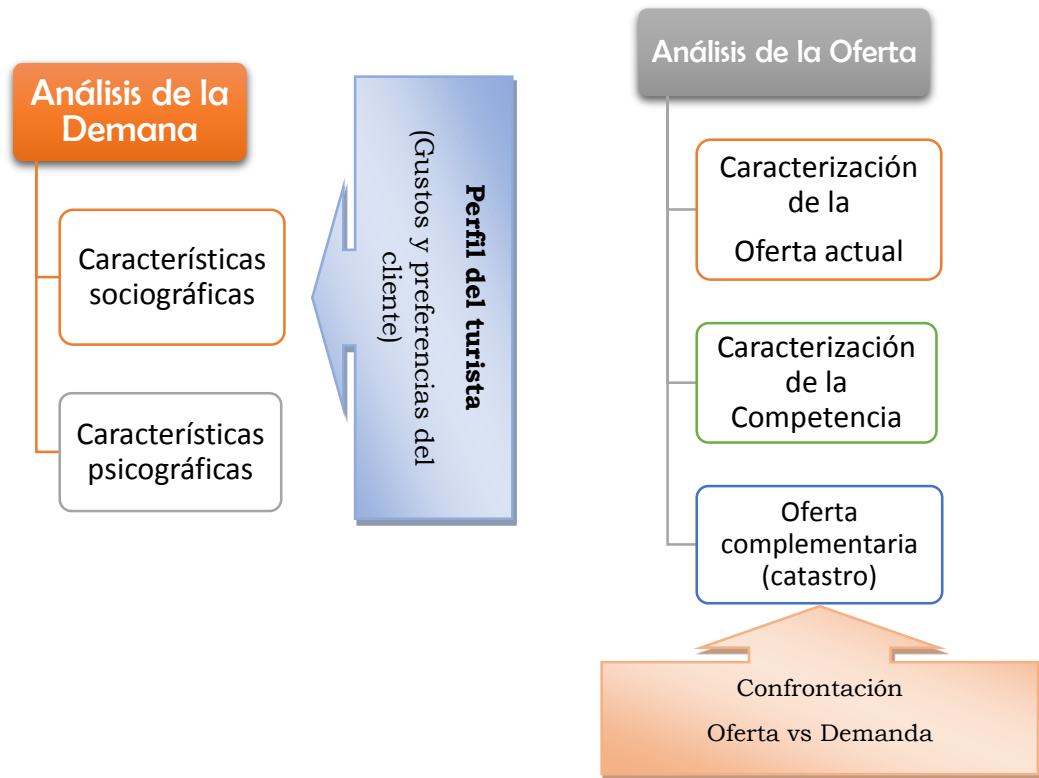 Análisis de la
Demana
Características
sociográficas
Características
psicográficas
Perfil del turista
(Gustos y preferencias del
cliente)
Análisis de la Oferta
Caracterización
de la
Oferta actual
Caracterización
de la
Competencia
Oferta
complementaria
(catastro)
Confrontación
Oferta vs Demanda